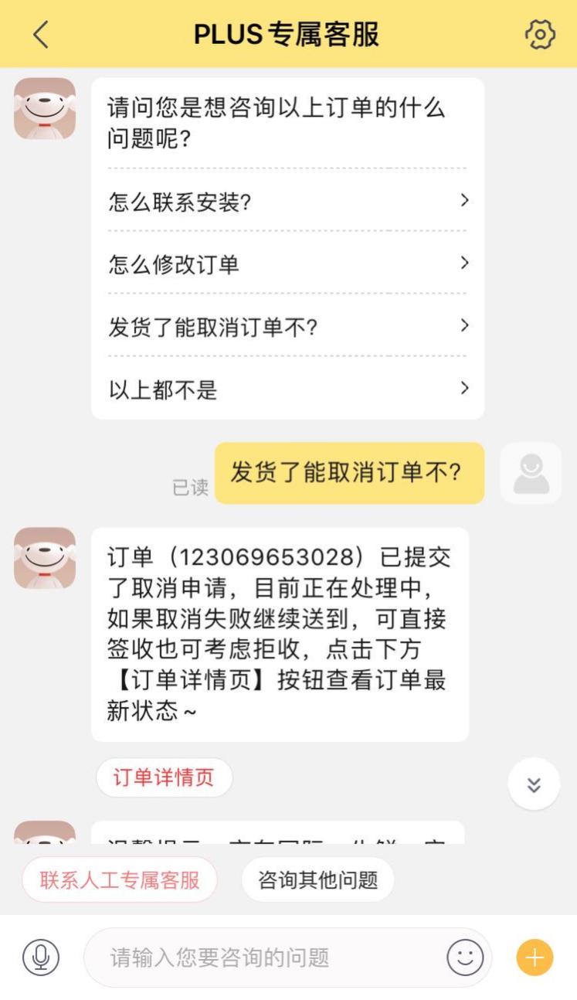 PLUS专属客服
请问您是想咨询以上订单的什么
问题呢?
怎么联系安装?
怎么修改订单
发货了能取消订单不?
以上都不是
已读
发货了能取消订单不?
订单（123069653028）已提交
了取消申请，目前正在处理中，
如果取消失败继续送到，可直接
签收也可考虑拒收，点击下方
【订单详情页】按钮查看订单最
新状态~
订单详情页
联系人工专属客服
咨询其他问题
请输入您要咨询的问题